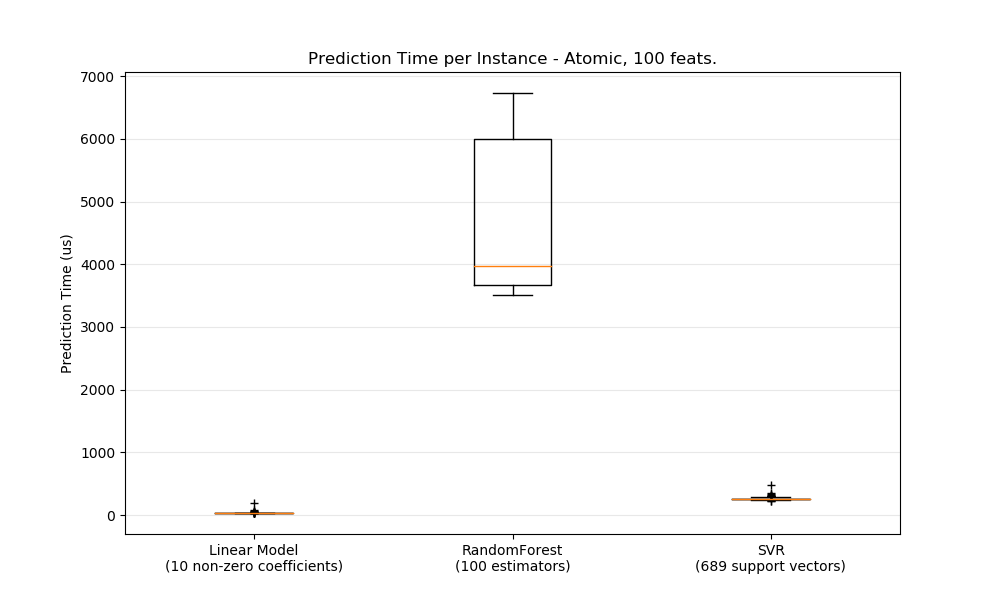 Prediction Time per Instance - Atomic, 100 feats.
7000
6000
5000
4000
3000
2000
1000
0
Prediction Time (us)
Linear Model
(10 non-zero coefficients)
RandomForest
(100 estimators)
SVR
(689 support vectors)